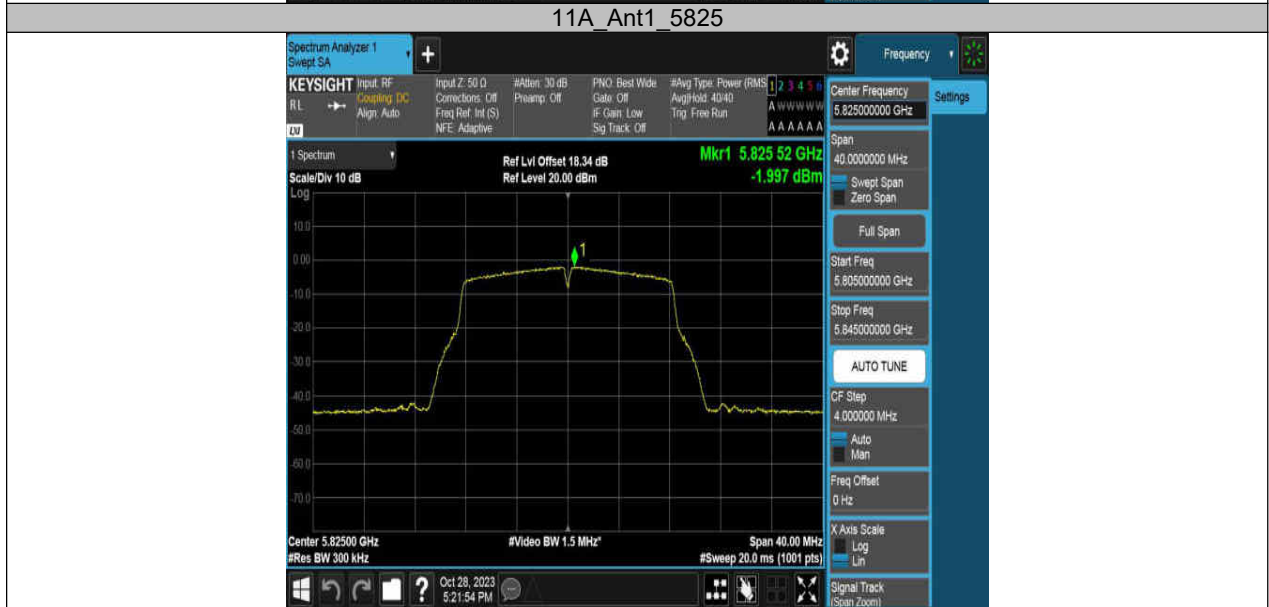 11A_Ant1_5825
Spectrum Analyzer 1
Swept SA
+
Frequency
KEYSIGHT
RL
LXI
Input: RF
Coupling: DC
Align: Auto
Input Z: 50 Ω
Corrections: Off
Freq Ref: Int (S)
NFE: Adaptive
#Atten: 30 dB
Preamp: Off
PNO: Best Wide
Gate: Off
IF Gain: Low
Sig Track: Off
#Avg Type: Power (RMS
Avg|Hold: 40/40
Trig: Free Run
1 2 3 4 5 6
A W W W W W
A A A A A A
1 Spectrum
Scale/Div 10 dB
Log
Ref Lvl Offset 18.34 dB
Ref Level 20.00 dBm
Mkr1 5.825 52 GHz
-1.997 dBm
1
10.0
0.00
-10.0
-20.0
-30.0
-40.0
-50.0
-60.0
-70.0
Center 5.82500 GHz
#Res BW 300 kHz
#Video BW 1.5 MHz*
Span 40.00 MHz
#Sweep 20.0 ms (1001 pts)
?
Oct 28, 2023
5:21:54 PM
Center Frequency
5.825000000 GHz
Settings
Span
40.0000000 MHz
Swept Span
Zero Span
Full Span
Start Freq
5.805000000 GHz
Stop Freq
5.845000000 GHz
AUTO TUNE
CF Step
4.000000 MHz
Auto
Man
Freq Offset
0 Hz
X Axis Scale
Log
Lin
Signal Track
(Span Zoom)